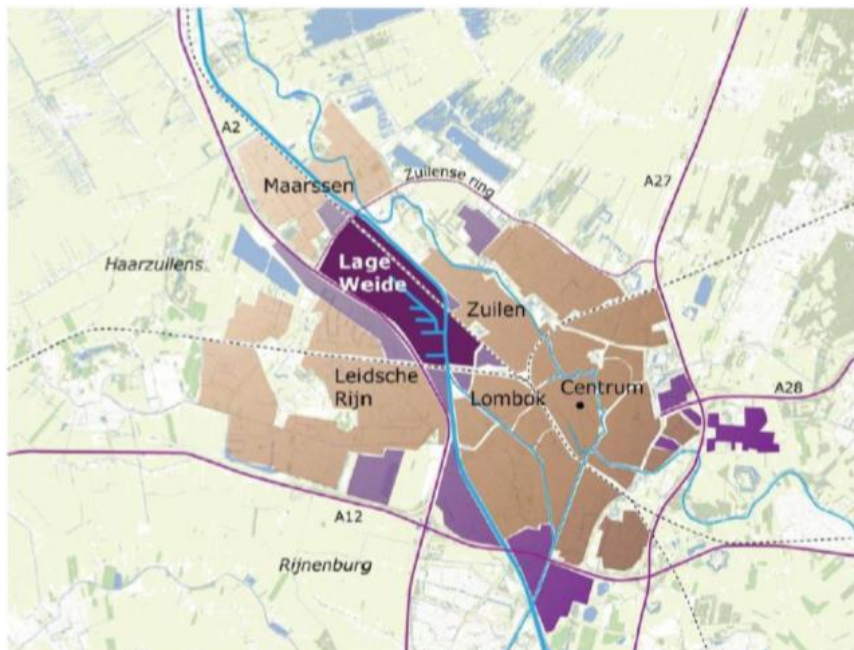 A2
Zuilense ring
A27
Maarssen
Haarzuilens
Lage
Weide
Zuilen
Leidsche
Rijn
Lombok
Centrum
A28
A12
Rijnenburg